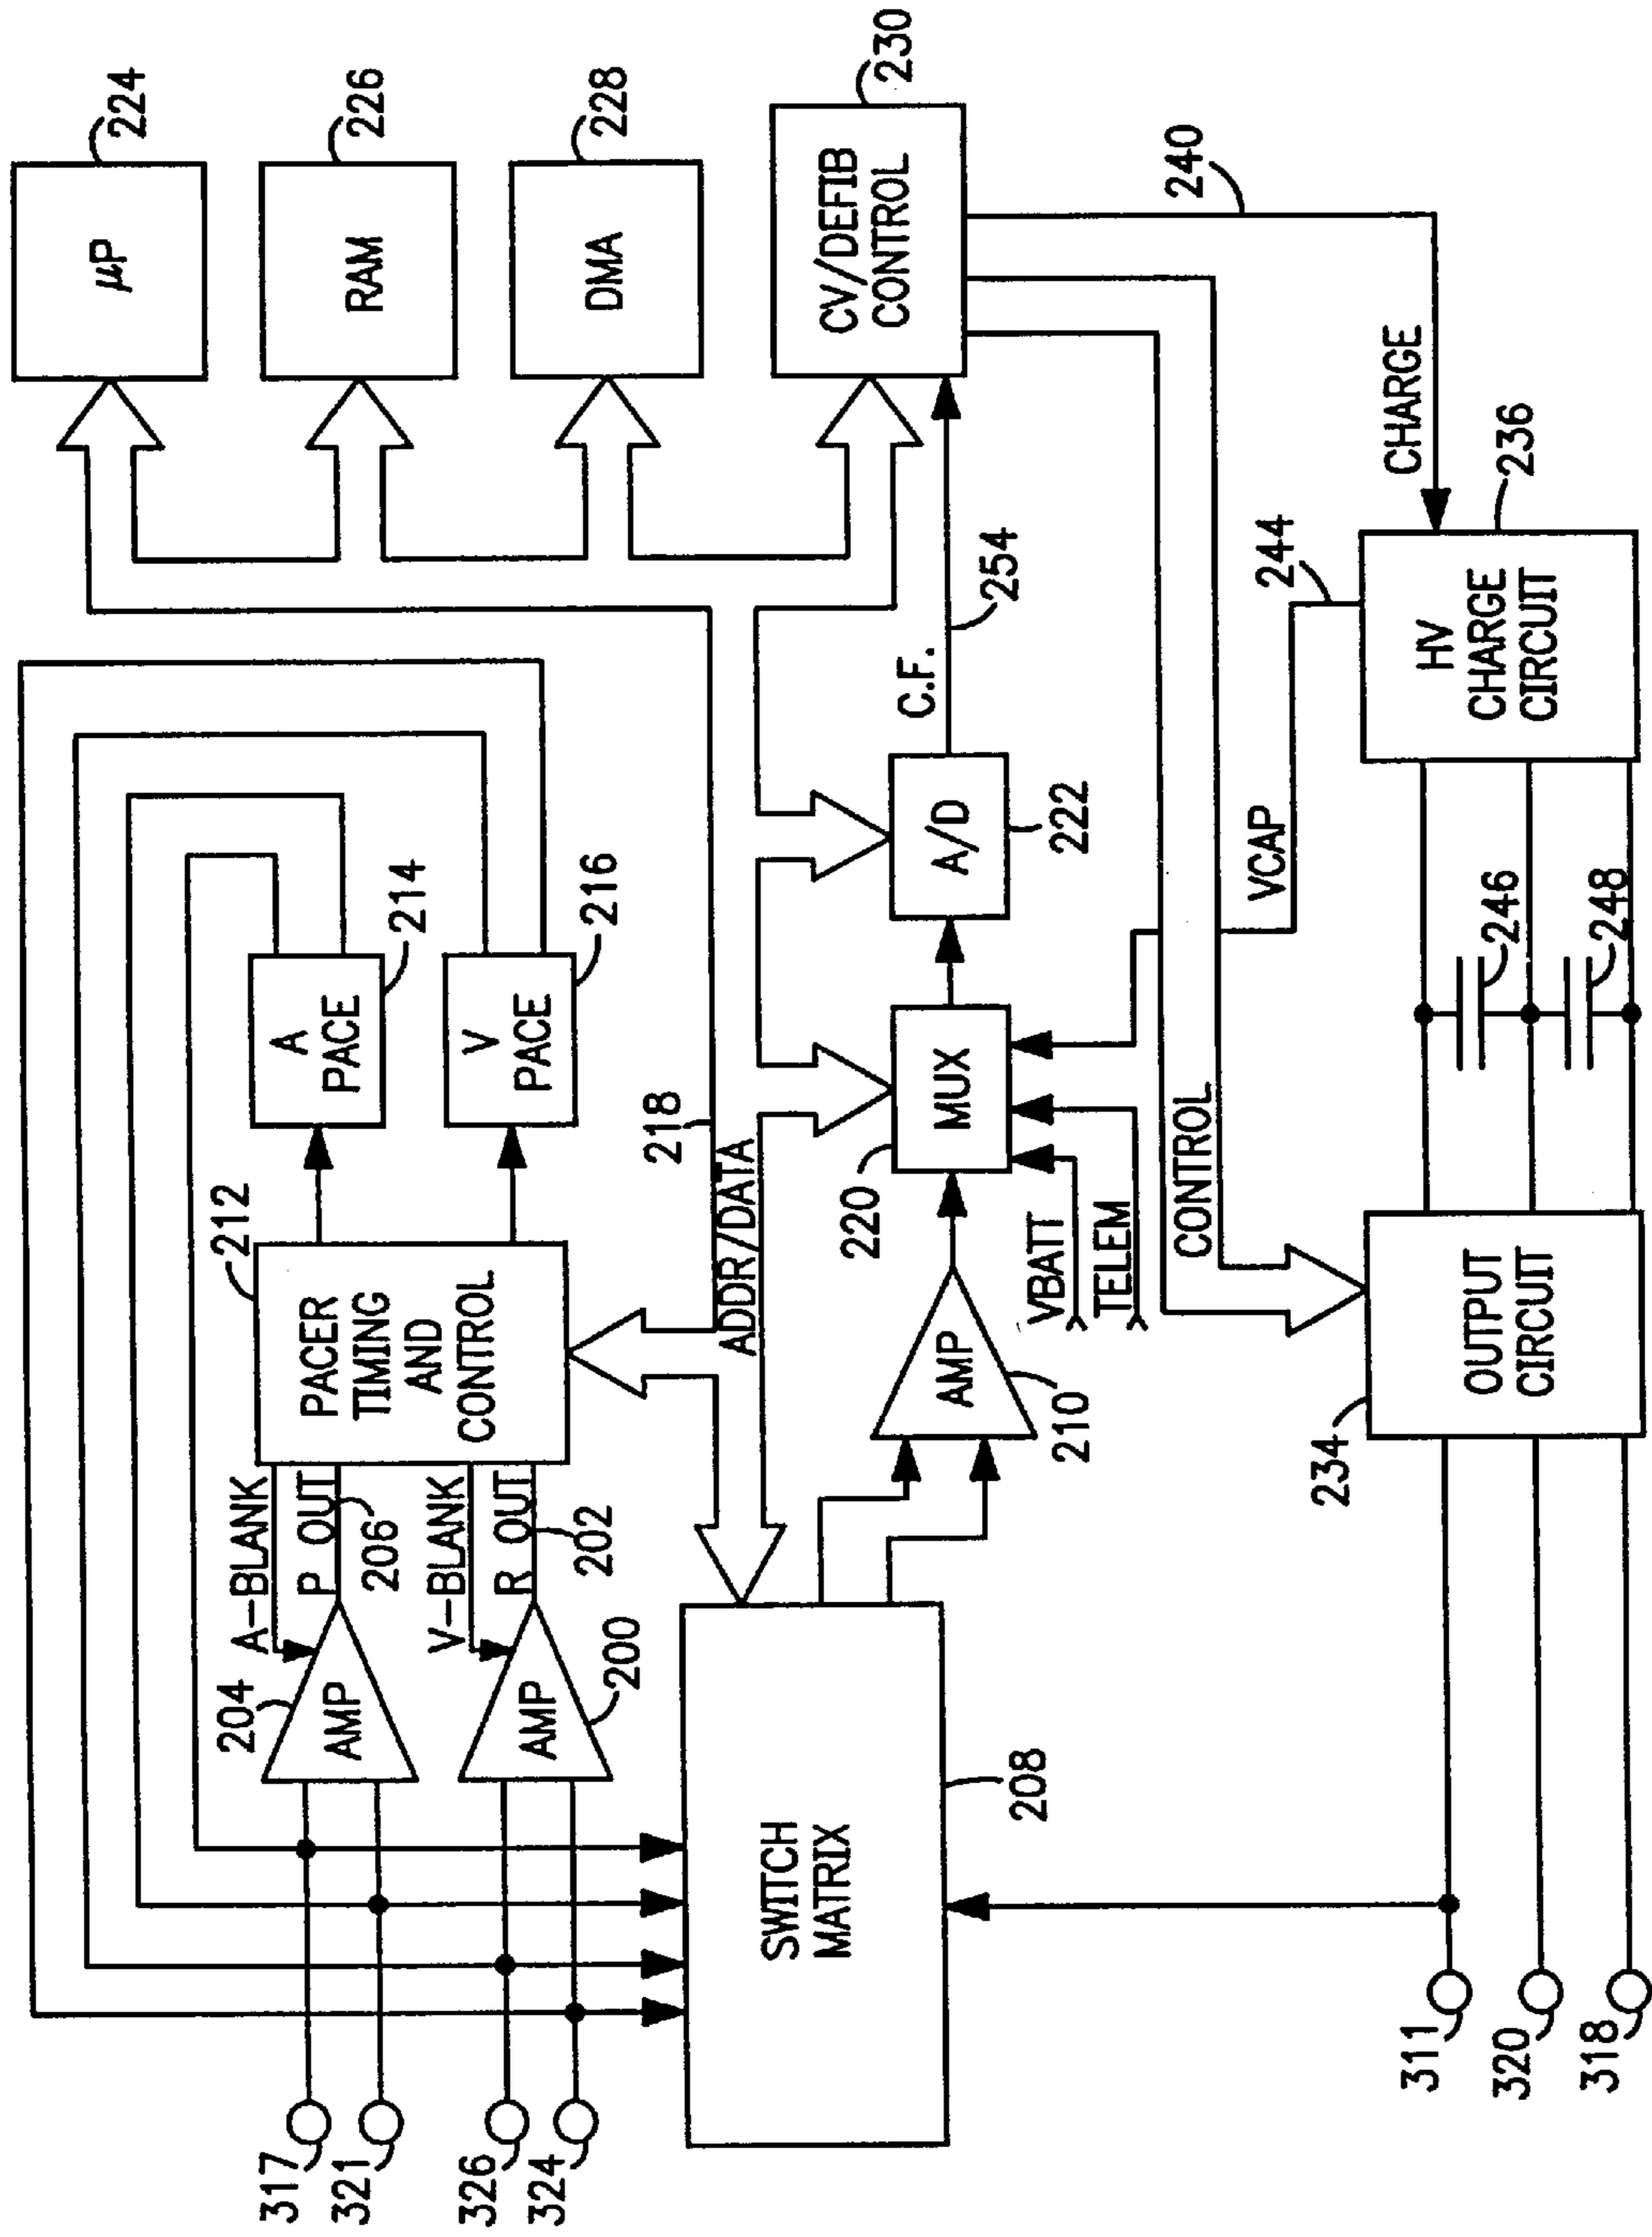 μP
224
RAM
226
DMA
228
CV/DEFIB
CONTROL
230
240
CHARGE
HV
CHARGE
CIRCUIT
236
244
VCAP
C.F.
254
A/D
222
MUX
220
VBATT
TELEM
AMP
210
CONTROL
246
248
OUTPUT
CIRCUIT
234
A
PACE
214
V
PACE
216
218
ADDR/DATA
PACER
TIMING
AND
CONTROL
212
A-BLANK
P OUT
206
V-BLANK
R OUT
202
AMP
204
AMP
200
SWITCH
MATRIX
208
317
321
326
324
311
320
318